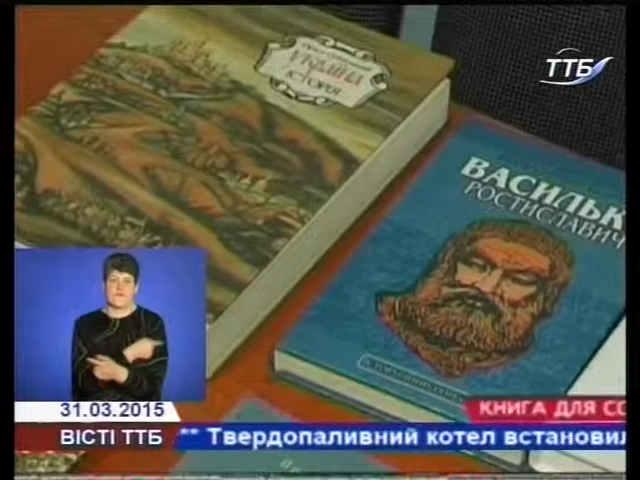 УКРАЇНА
ІСТОРІЯ
ТТБ
ВАСИЛЬК
РОСТИСЛАВИЧ
31.03.2015
КНИГА ДЛЯ СО
ВІСТІ ТТБ
** Твердопаливний котел встановил